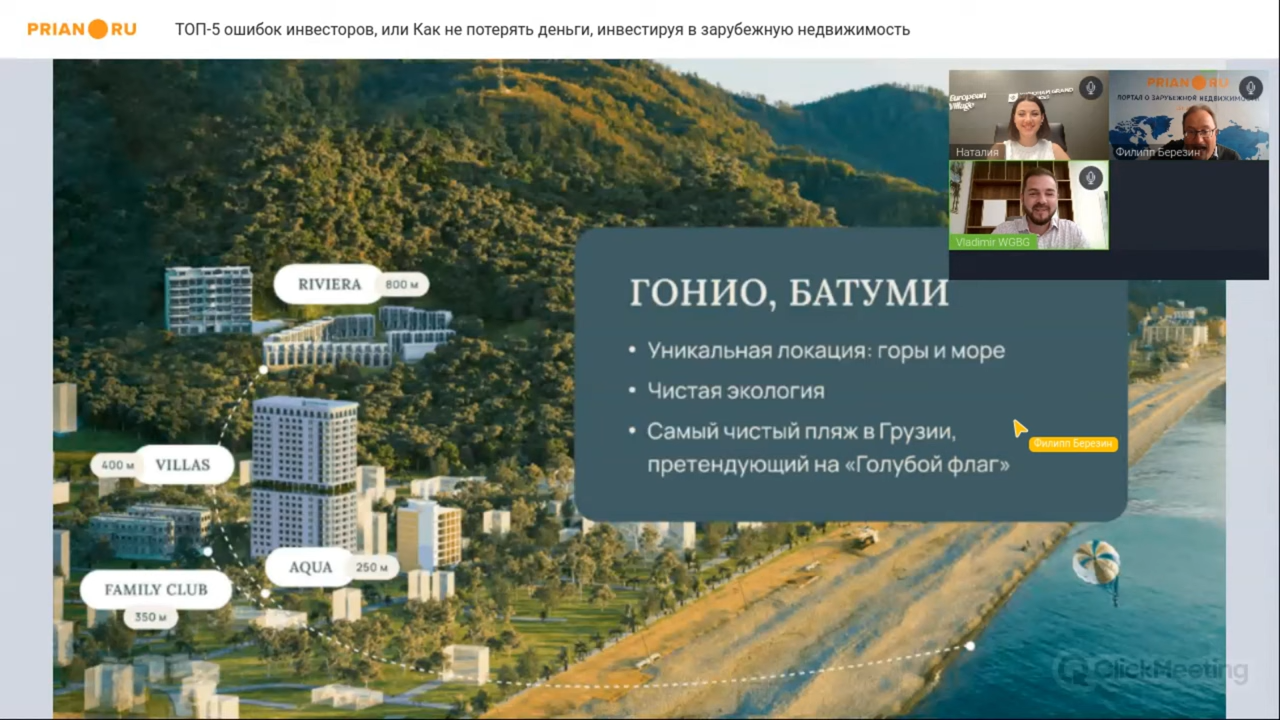 PRIAN RU
ТОП-5 ошибок инвесторов, или Как не потерять деньги, инвестируя в зарубежную недвижимость
European
Village
PRIAN RU
ПОРТАЛ О ЗАРУБЕЖНОЙ НЕДВИЖИМОСТИ
Наталия
Филипп Березин
Vladimir WGBG
RIVIERA
800 м
ГОНИО, БАТУМИ
• Уникальная локация: горы и море
• Чистая экология
• Самый чистый пляж в Грузии,
претендующий на «Голубой флаг»
Филипп Березин
400 м
VILLAS
AQUA
250 м
FAMILY CLUB
350 м
ClickMeeting